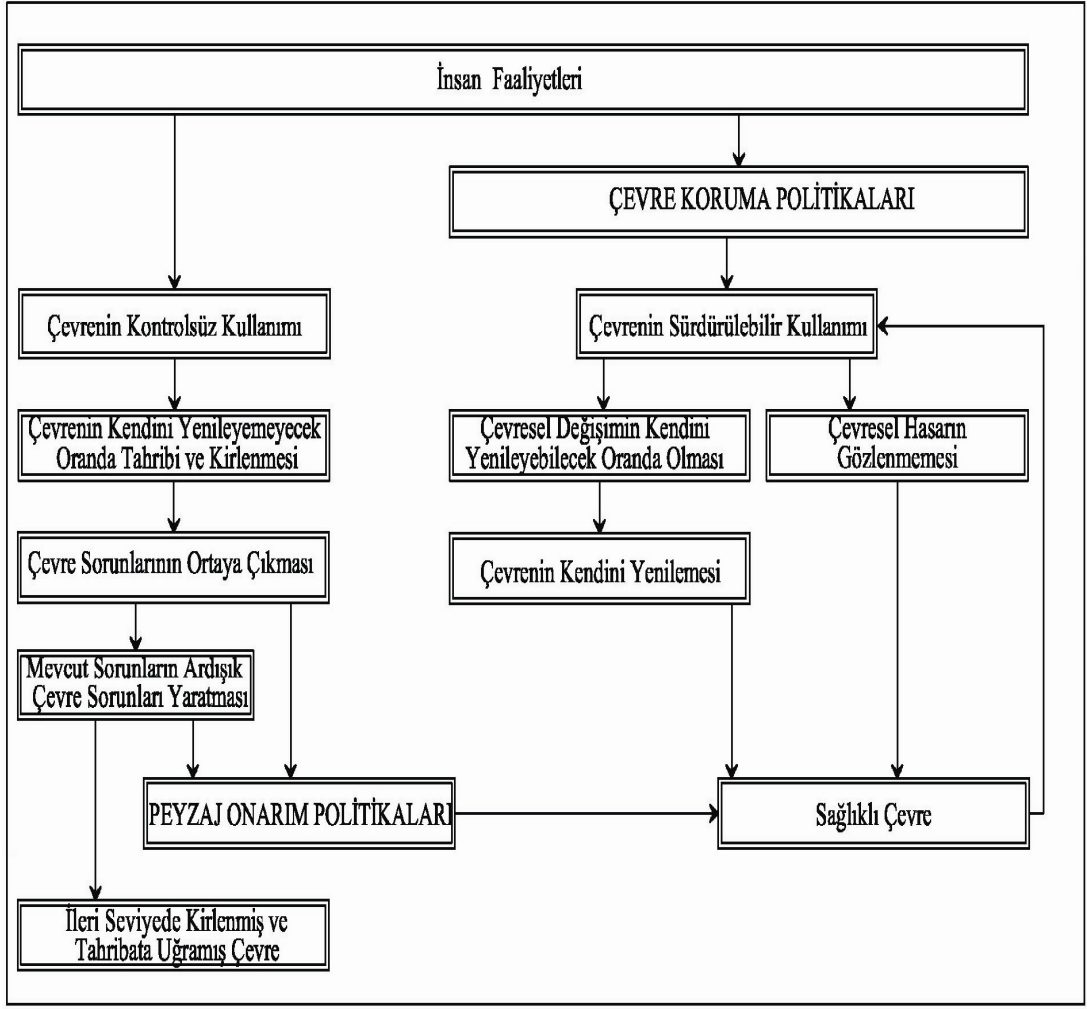 İnsan Faaliyetleri
ÇEVRE KORUMA POLİTİKALARI
Çevrenin Kontrolsüz Kullanımı
Çevrenin Sürdürülebilir Kullanımı
Çevrenin Kendini Yenileyemeyecek
Oranda Tahribi ve Kirlenmesi
Çevresel Değişimin Kendini
Yenileyebilecek Oranda Olması
Çevresel Hasarın
Gözlenmemesi
Çevre Sorunlarının Ortaya Çıkması
Çevrenin Kendini Yenilemesi
Mevcut Sorunların Ardışık
Çevre Sorunları Yaratması
PEYZAJ ONARIM POLİTİKALARI
Sağlıklı Çevre
İleri Seviyede Kirlenmiş ve
Tahribata Uğramış Çevre